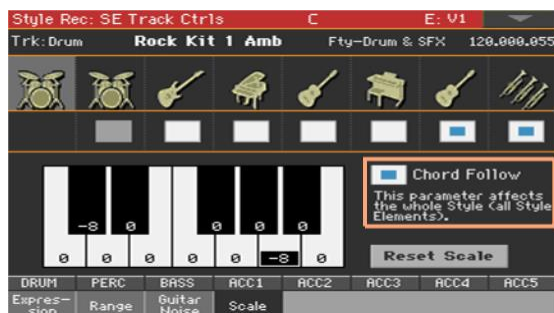 Style Rec: SE Track Ctrls C E: V1
Trk: Drum Rock Kit 1 Amb Fty-Drum & SFX 120.000.055
Chord Follow
This parameter affects
the whole Style (all Style
Elements).
-8 0 0 0 0
0 0 0 0 0 -8 0
Reset Scale
DRUM PERC BASS ACC1 ACC2 ACC3 ACC4 ACC5
Expres-
sion Range Guitar
Noise Scale